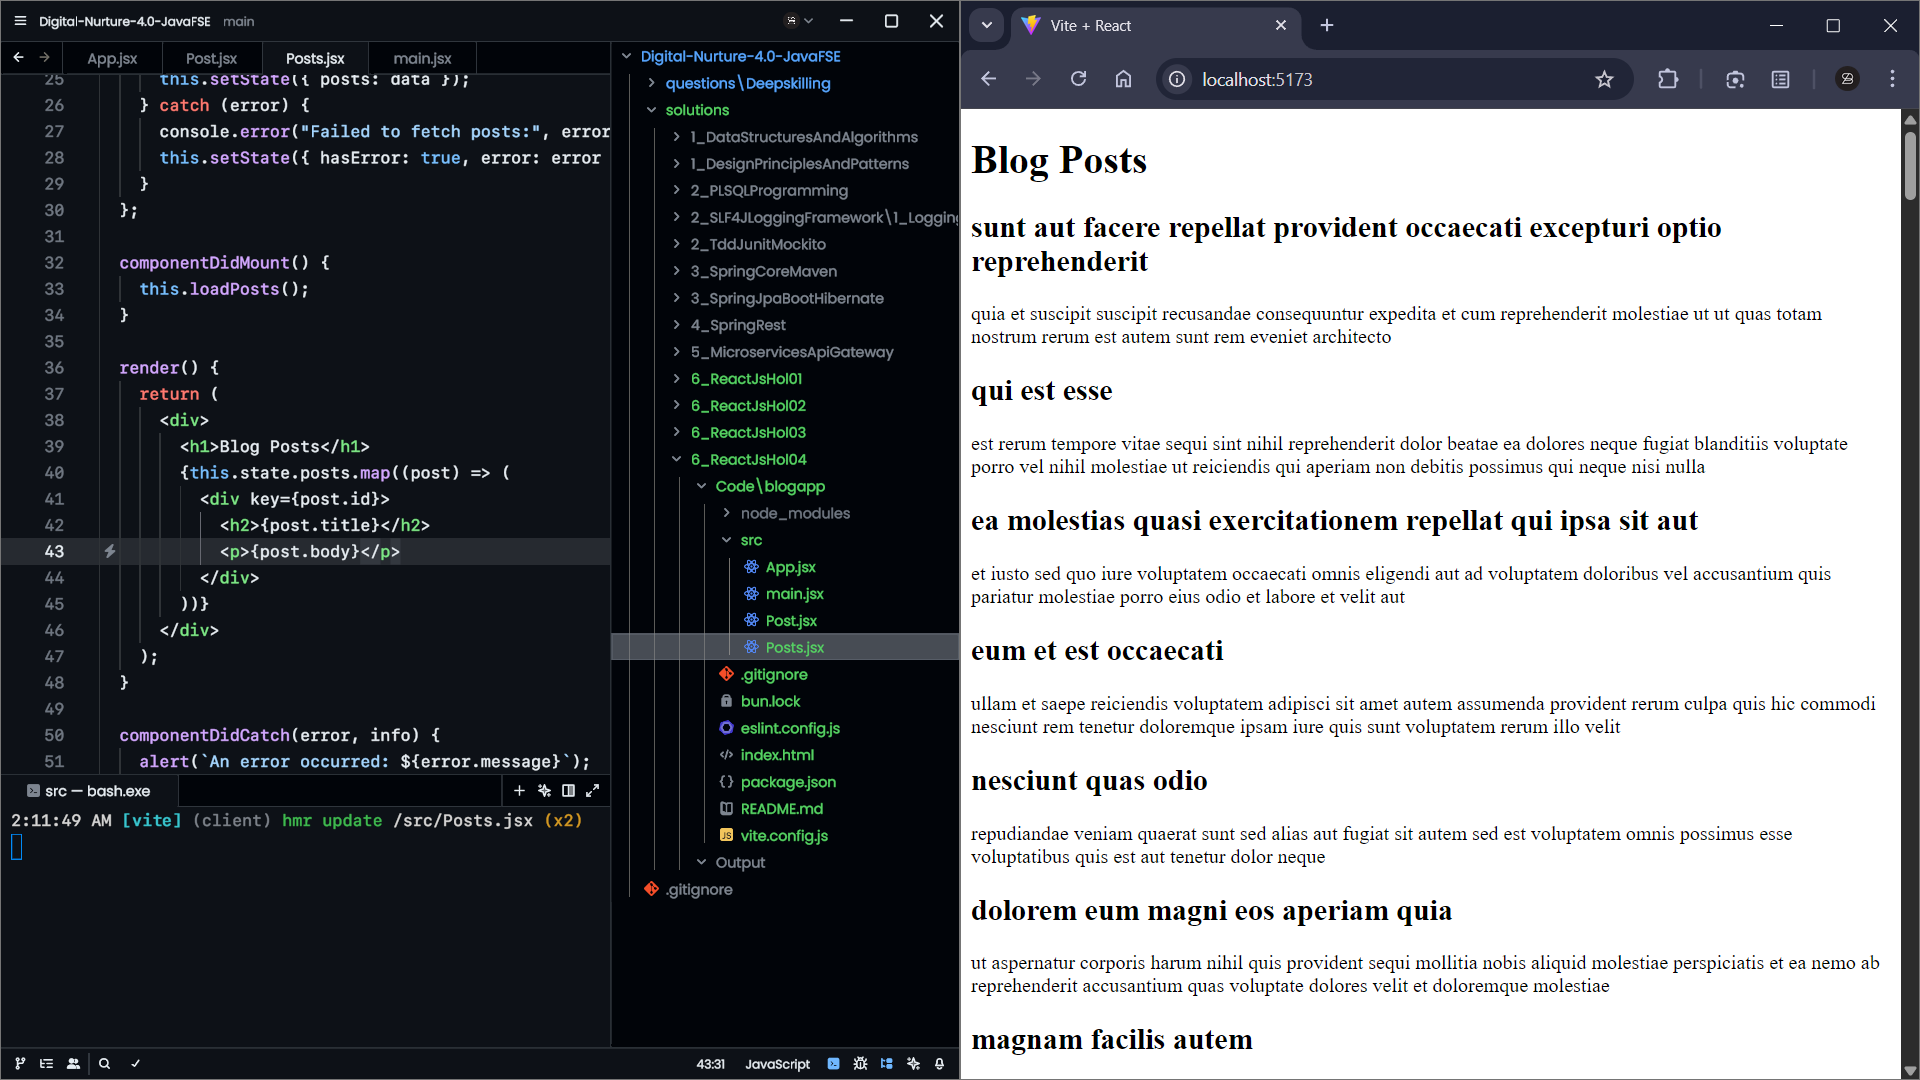 Digital-Nurture-4.0-JavaFSE main
App.jsx Post.jsx Posts.jsx main.jsx
25 this.setState({ posts: data });
26 } catch (error) {
27 console.error("Failed to fetch posts:", error
28 this.setState({ hasError: true, error: error
29 }
30 };
31
32 componentDidMount() {
33 this.loadPosts();
34 }
35
36 render() {
37 return (
38 <div>
39 <h1>Blog Posts</h1>
40 {this.state.posts.map((post) => (
41 <div key={post.id}>
42 <h2>{post.title}</h2>
43 <p>{post.body}</p>
44 </div>
45 ))}
46 </div>
47 );
48 }
49
50 componentDidCatch(error, info) {
51 alert(`An error occurred: ${error.message}`);
src — bash.exe
2:11:49 AM [vite] (client) hmr update /src/Posts.jsx (x2)
43:31 JavaScript
Digital-Nurture-4.0-JavaFSE
questions\Deepskilling
solutions
1_DataStructuresAndAlgorithms
1_DesignPrinciplesAndPatterns
2_PLSQLProgramming
2_SLF4JLoggingFramework\1_Logging
2_TddJunitMockito
3_SpringCoreMaven
3_SpringJpaBootHibernate
4_SpringRest
5_MicroservicesApiGateway
6_ReactJsHol01
6_ReactJsHol02
6_ReactJsHol03
6_ReactJsHol04
Code\blogapp
node_modules
src
App.jsx
main.jsx
Post.jsx
Posts.jsx
.gitignore
bun.lock
eslint.config.js
index.html
package.json
README.md
JS vite.config.js
Output
.gitignore
Vite + React
localhost:5173
Blog Posts
sunt aut facere repellat provident occaecati excepturi optio
reprehenderit
quia et suscipit suscipit recusandae consequuntur expedita et cum reprehenderit molestiae ut ut quas totam
nostrum rerum est autem sunt rem eveniet architecto
qui est esse
est rerum tempore vitae sequi sint nihil reprehenderit dolor beatae ea dolores neque fugiat blanditiis voluptate
porro vel nihil molestiae ut reiciendis qui aperiam non debitis possimus qui neque nisi nulla
ea molestias quasi exercitationem repellat qui ipsa sit aut
et iusto sed quo iure voluptatem occaecati omnis eligendi aut ad voluptatem doloribus vel accusantium quis
pariatur molestiae porro eius odio et labore et velit aut
eum et est occaecati
ullam et saepe reiciendis voluptatem adipisci sit amet autem assumenda provident rerum culpa quis hic commodi
nesciunt rem tenetur doloremque ipsam iure quis sunt voluptatem rerum illo velit
nesciunt quas odio
repudiandae veniam quaerat sunt sed alias aut fugiat sit autem sed est voluptatem omnis possimus esse
voluptatibus quis est aut tenetur dolor neque
dolorem eum magni eos aperiam quia
ut aspernatur corporis harum nihil quis provident sequi mollitia nobis aliquid molestiae perspiciatis et ea nemo ab
reprehenderit accusantium quas voluptate dolores velit et doloremque molestiae
magnam facilis autem